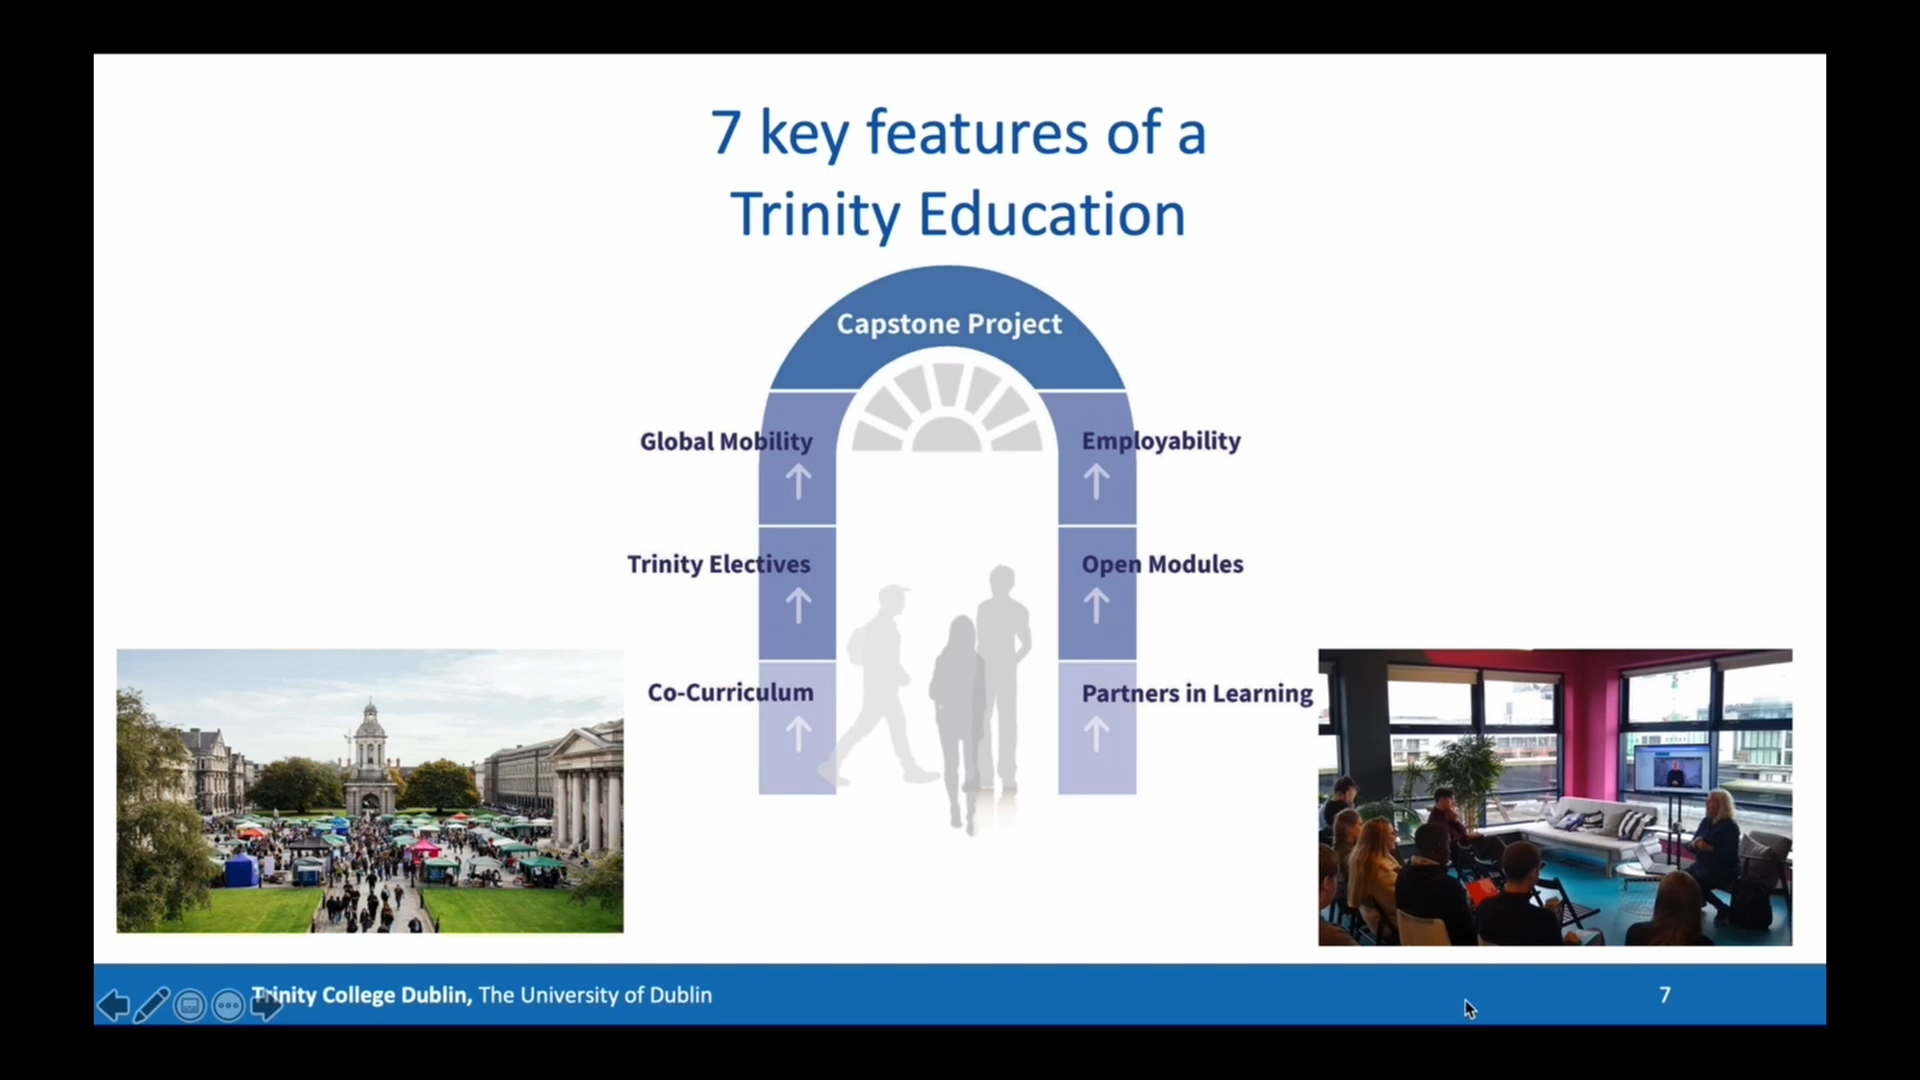 7 key features of a
Trinity Education
Capstone Project
Global Mobility
Employability
Trinity Electives
Open Modules
Co-Curriculum
Partners in Learning
Trinity College Dublin, The University of Dublin
7